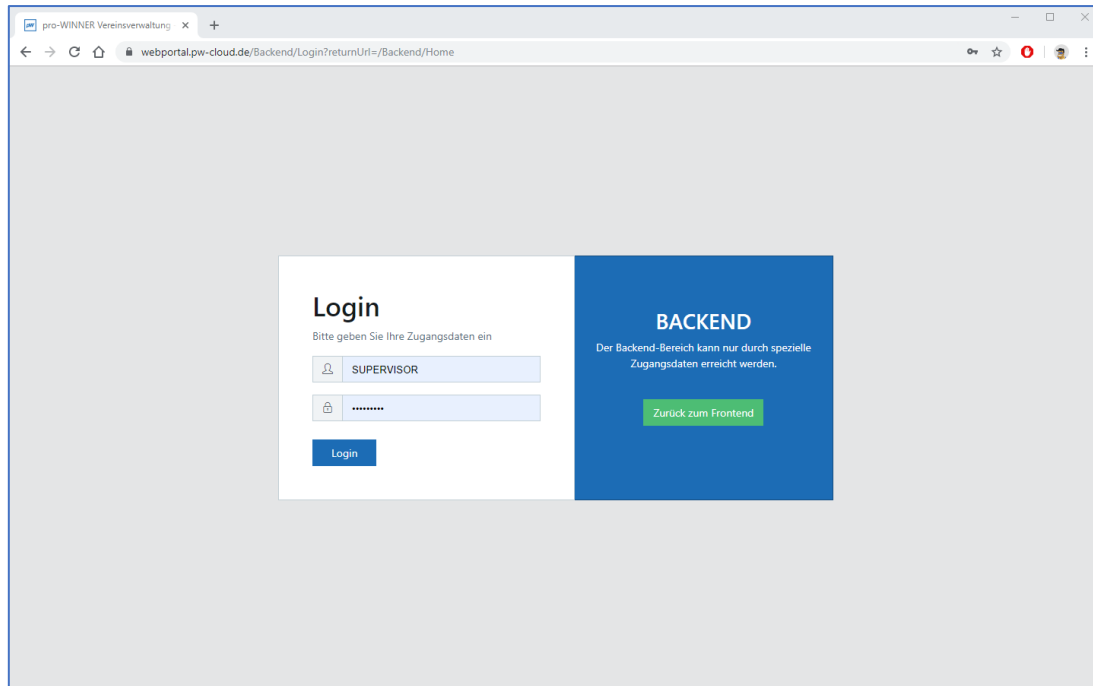 pro-WINNER Vereinsverwaltung
webportal.pw-cloud.de/Backend/Login?returnUrl=/Backend/Home
Login
Bitte geben Sie Ihre Zugangsdaten ein
SUPERVISOR
•••••••••
Login
BACKEND
Der Backend-Bereich kann nur durch spezielle
Zugangsdaten erreicht werden.
Zurück zum Frontend